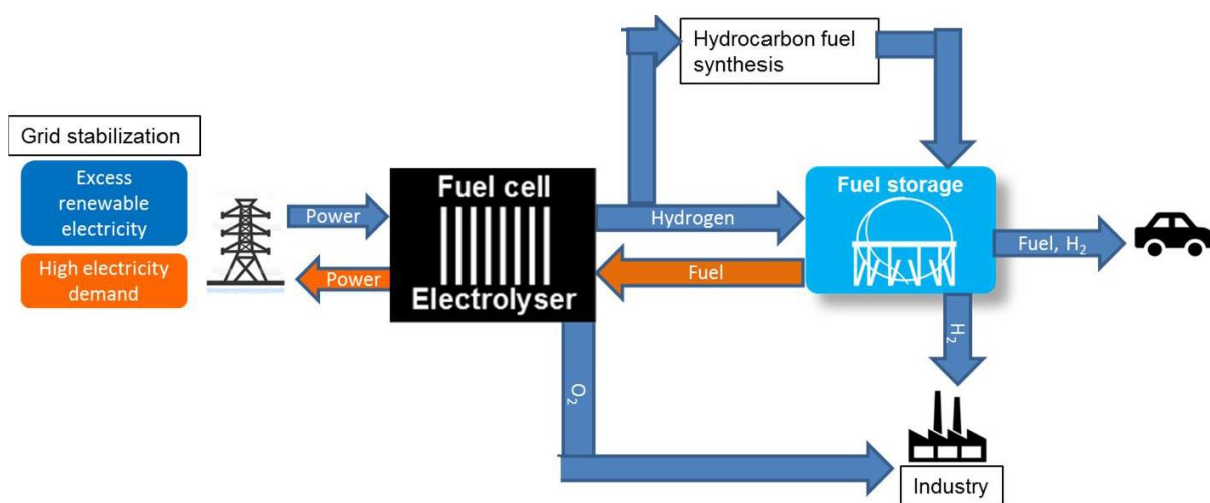 Grid stabilization
Excess
renewable
electricity
High electricity
demand
Power
Power
Fuel cell
Electrolyser
Hydrocarbon fuel
synthesis
Hydrogen
Fuel
O₂
Fuel storage
Fuel, H₂
H₂
Industry